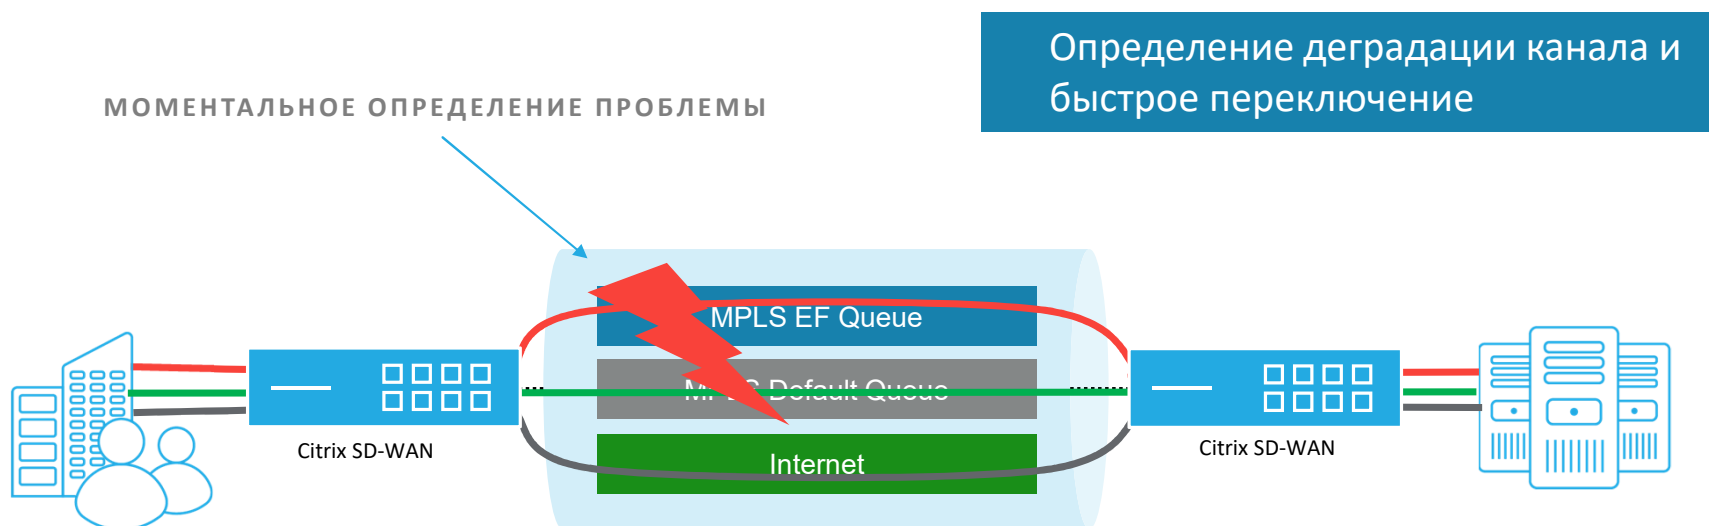 Определение деградации канала и
быстрое переключение
МОМЕНТАЛЬНОЕ ОПРЕДЕЛЕНИЕ ПРОБЛЕМЫ
MPLS EF Queue
MPLS Default Queue
Internet
Citrix SD-WAN
Citrix SD-WAN